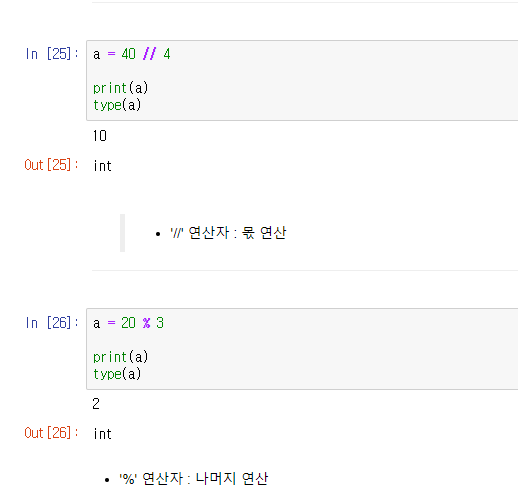 In [25]: a = 40 // 4
print(a)
type(a)
10
Out[25]: int
• '//' 연산자 : 몫 연산
In [26]: a = 20 % 3
print(a)
type(a)
2
Out[26]: int
• '%' 연산자 : 나머지 연산